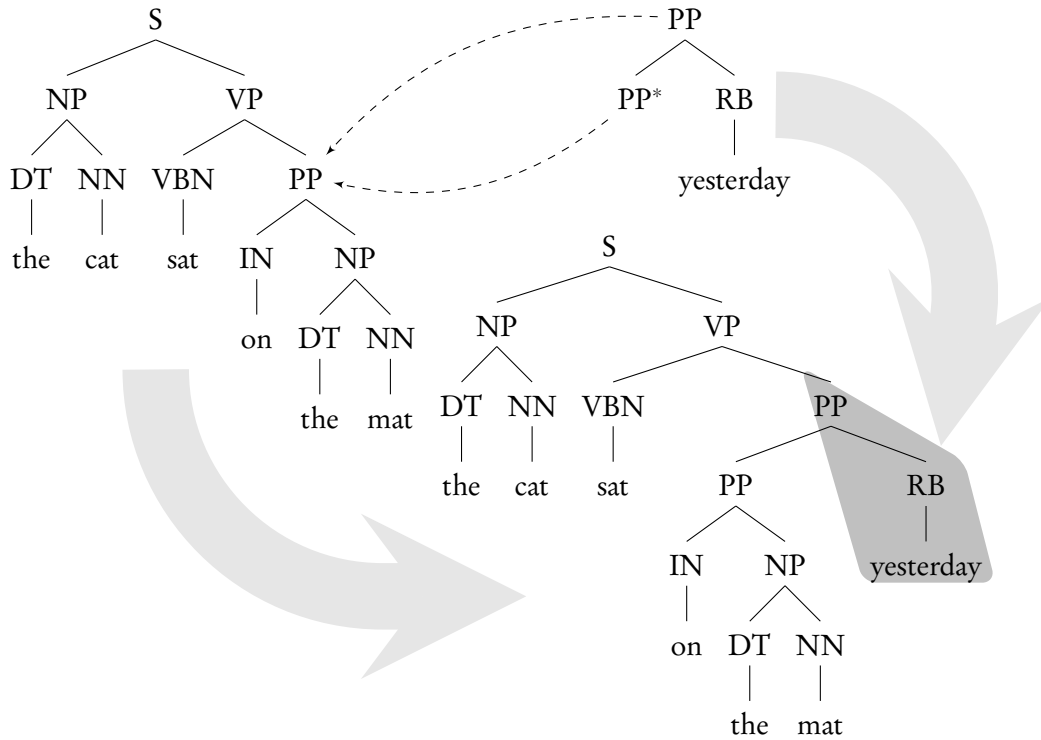 S PP
NP VP PP* RB
DT NN VBN PP yesterday
the cat sat IN NP S
on DT NN NP VP
the mat DT NN VBN PP
the cat sat PP RB
IN NP yesterday
on DT NN
the mat